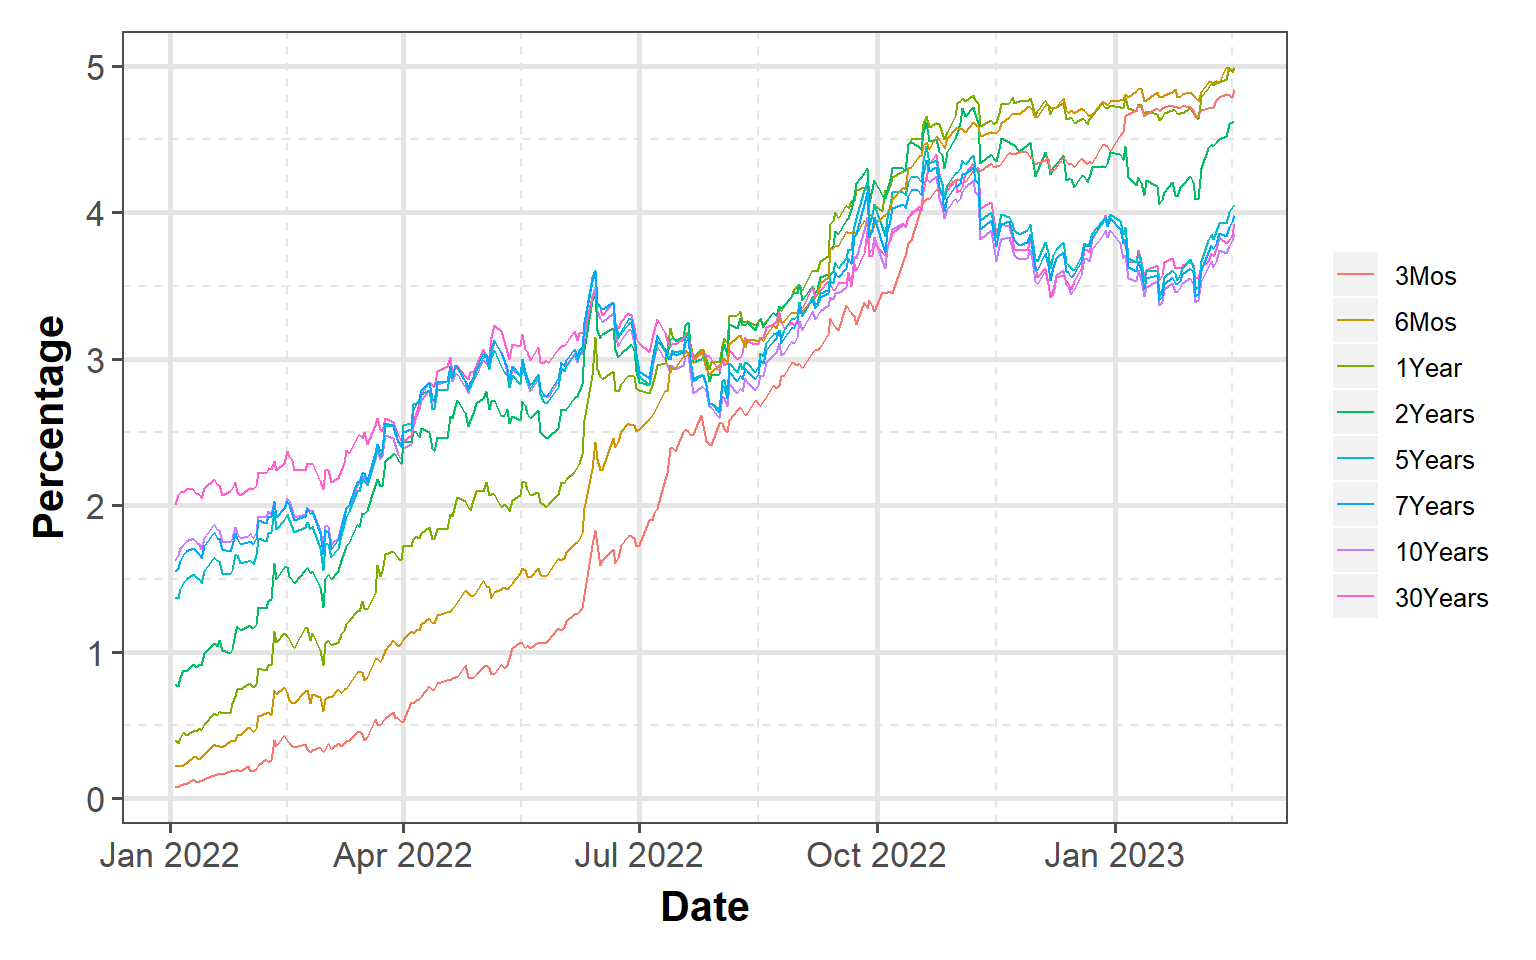 Percentage
5
4
3
2
1
0
Jan 2022 Apr 2022 Jul 2022 Oct 2022 Jan 2023
Date
3Mos
6Mos
1Year
2Years
5Years
7Years
10Years
30Years